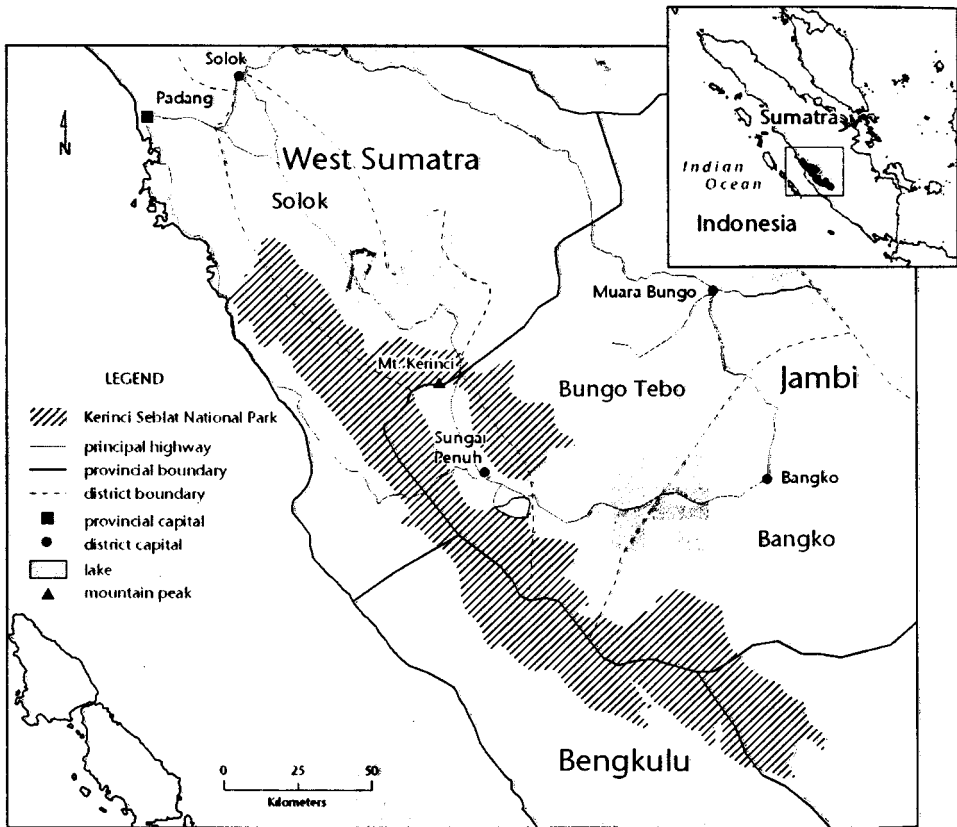 Solok
Padang
N
West Sumatra
Solok
Sumatra
Indian
Ocean
Indonesia
Muara Bungo
Mt. Kerinci
Bungo Tebo
Jambi
Sungai
Penuh
Bangko
Bangko
Bengkulu
LEGEND
Kerinci Seblat National Park
principal highway
provincial boundary
district boundary
provincial capital
district capital
lake
mountain peak
0 25 50
Kilometers